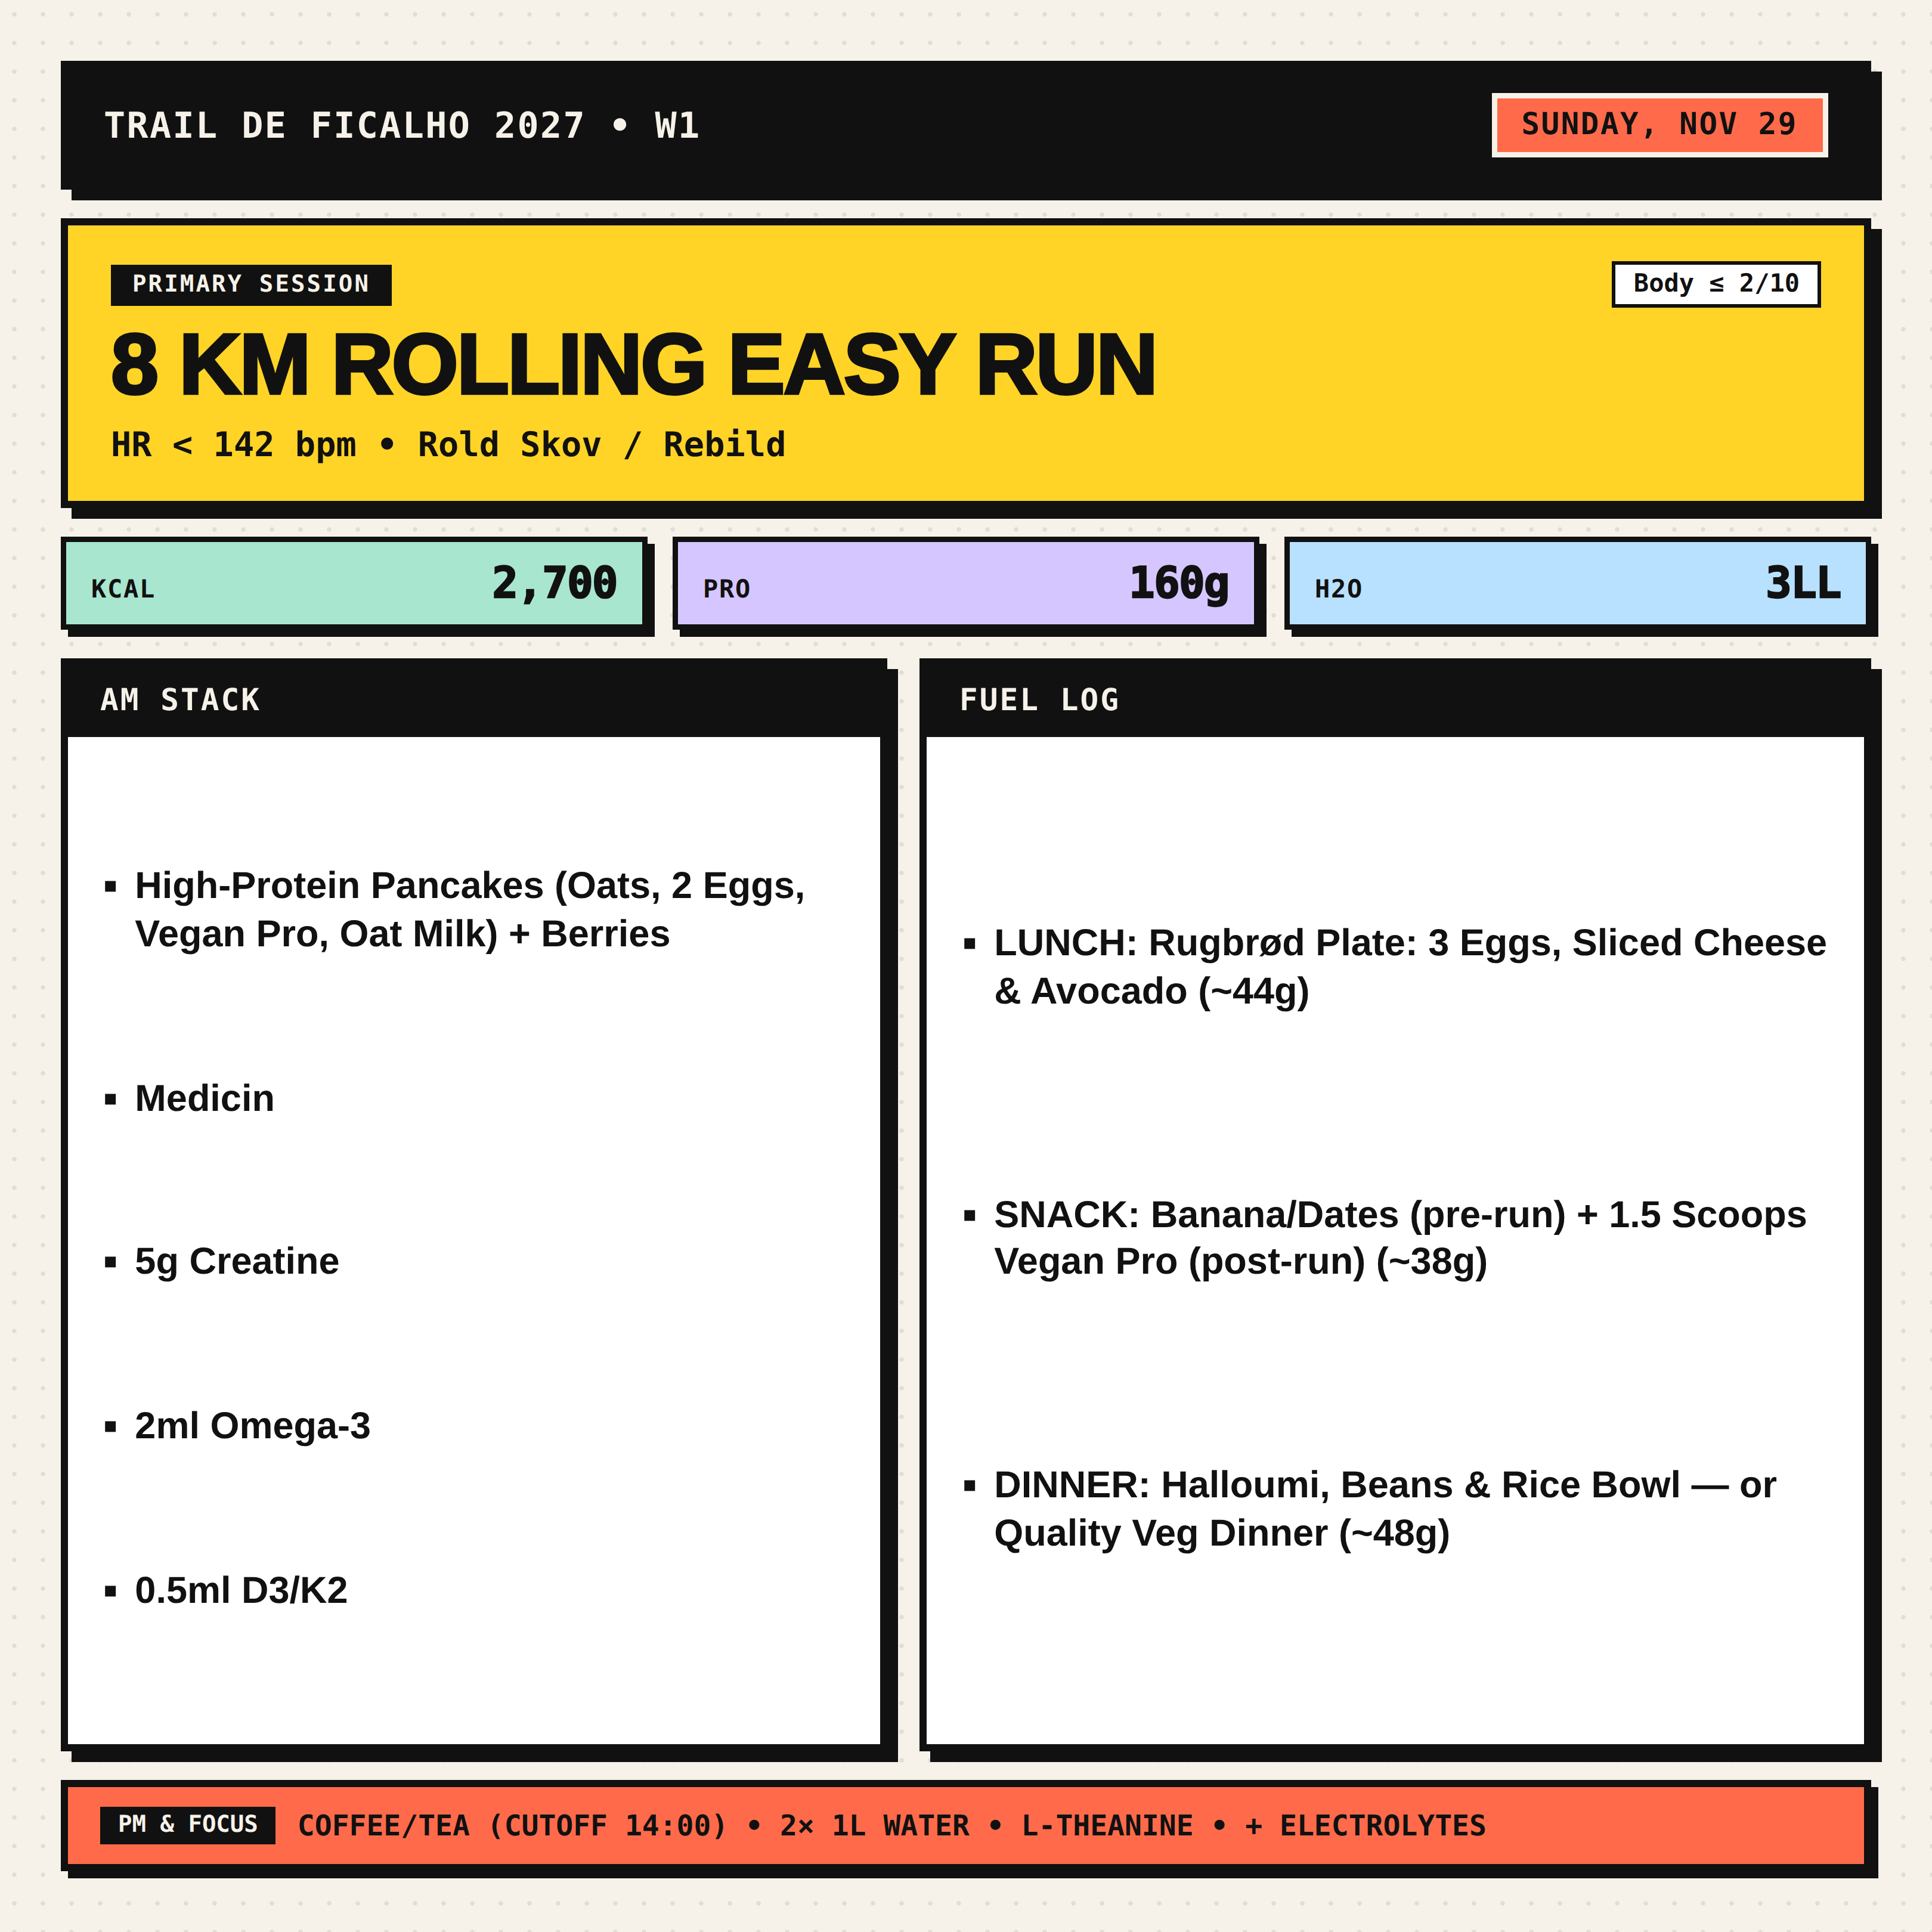 TRAIL DE FICALHO 2027 • W1
SUNDAY, NOV 29
PRIMARY SESSION
Body ≤ 2/10
8 KM ROLLING EASY RUN
HR < 142 bpm • Rold Skov / Rebild
KCAL
2,700
PRO
160g
H2O
3LL
AM STACK
▪ High-Protein Pancakes (Oats, 2 Eggs,
Vegan Pro, Oat Milk) + Berries
▪ Medicin
▪ 5g Creatine
▪ 2ml Omega-3
▪ 0.5ml D3/K2
FUEL LOG
▪ LUNCH: Rugbrød Plate: 3 Eggs, Sliced Cheese
& Avocado (~44g)
▪ SNACK: Banana/Dates (pre-run) + 1.5 Scoops
Vegan Pro (post-run) (~38g)
▪ DINNER: Halloumi, Beans & Rice Bowl — or
Quality Veg Dinner (~48g)
PM & FOCUS
COFFEE/TEA (CUTOFF 14:00) • 2× 1L WATER • L-THEANINE • + ELECTROLYTES